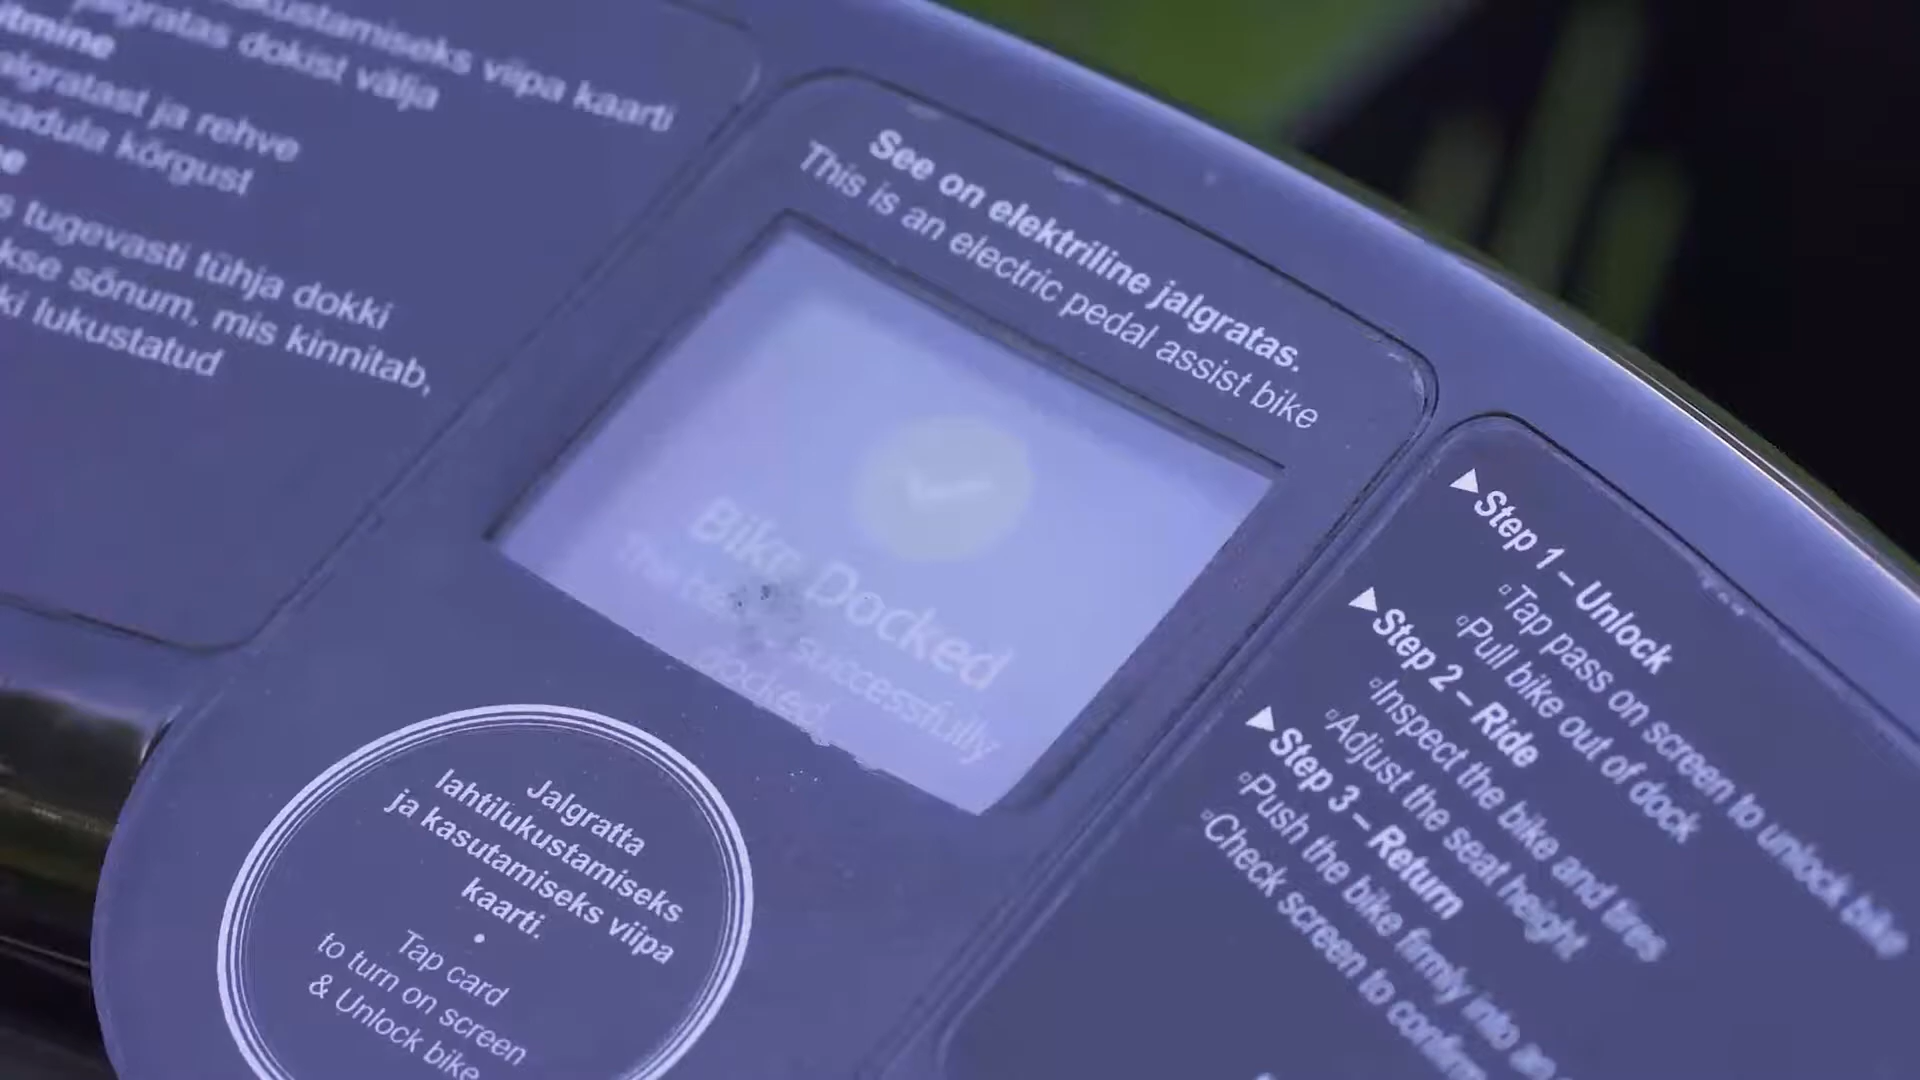 viipa kaarti
jalgratas dokist välja
jalgratast ja rehve
sadula kõrgust
tugevasti tühja dokki
sõnum, mis kinnitab,
lukustatud
See on elektriline jalgratas.
This is an electric pedal assist bike
Docked
successfully
docked.
Jalgratta
lahtilukustamiseks
ja kasutamiseks viipa
kaarti.
•
Tap card
to turn on screen
& Unlock bike
▲Step 1 – Unlock
▫Tap pass on screen to unlock bike
▫Pull bike out of dock
▲Step 2 – Ride
▫Inspect the bike and tires
▫Adjust the seat height
▲Step 3 – Return
▫Push the bike firmly into an
▫Check screen to confirm